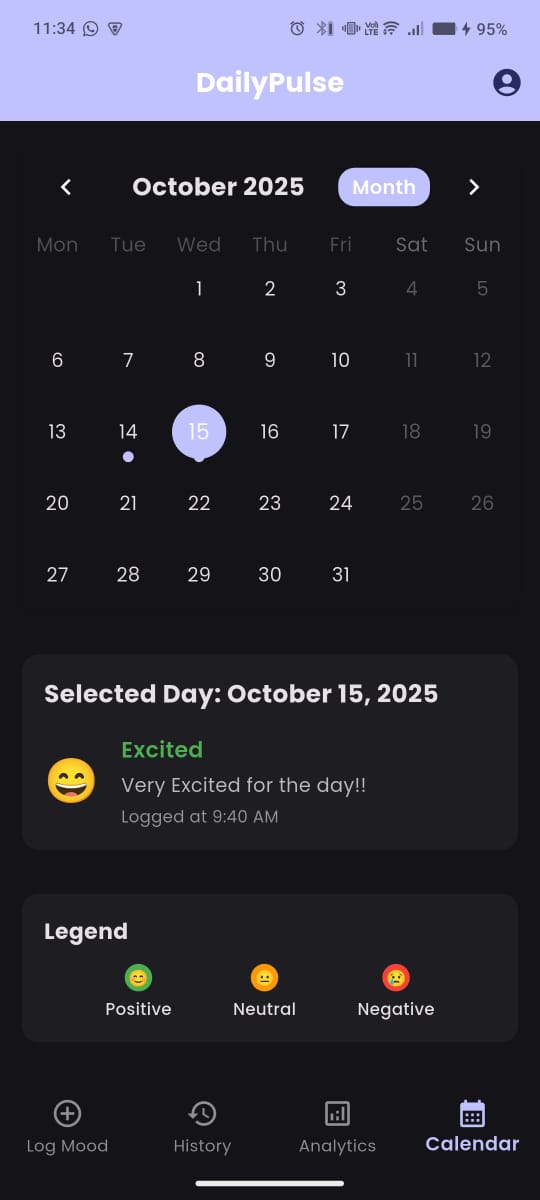 11:34 Vo) LTE 95%
DailyPulse
October 2025 Month
Mon Tue Wed Thu Fri Sat Sun
1 2 3 4 5
6 7 8 9 10 11 12
13 14 15 16 17 18 19
20 21 22 23 24 25 26
27 28 29 30 31
Selected Day: October 15, 2025
Excited
Very Excited for the day!!
Logged at 9:40 AM
Legend
Positive Neutral Negative
Log Mood History Analytics Calendar